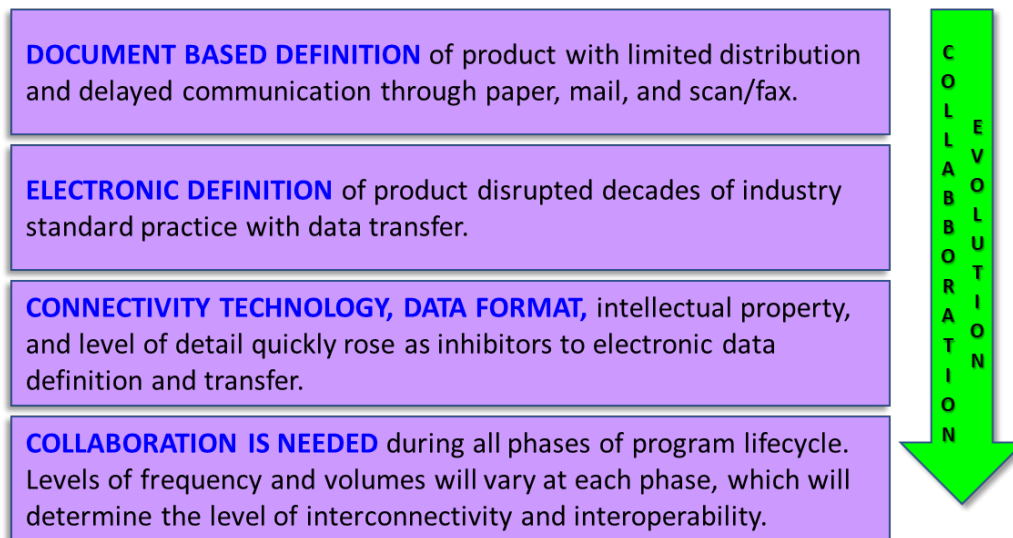 DOCUMENT BASED DEFINITION of product with limited distribution
and delayed communication through paper, mail, and scan/fax.
ELECTRONIC DEFINITION of product disrupted decades of industry
standard practice with data transfer.
CONNECTIVITY TECHNOLOGY, DATA FORMAT, intellectual property,
and level of detail quickly rose as inhibitors to electronic data
definition and transfer.
COLLABORATION IS NEEDED during all phases of program lifecycle.
Levels of frequency and volumes will vary at each phase, which will
determine the level of interconnectivity and interoperability.
COLLABBORATION
EVOLUTION